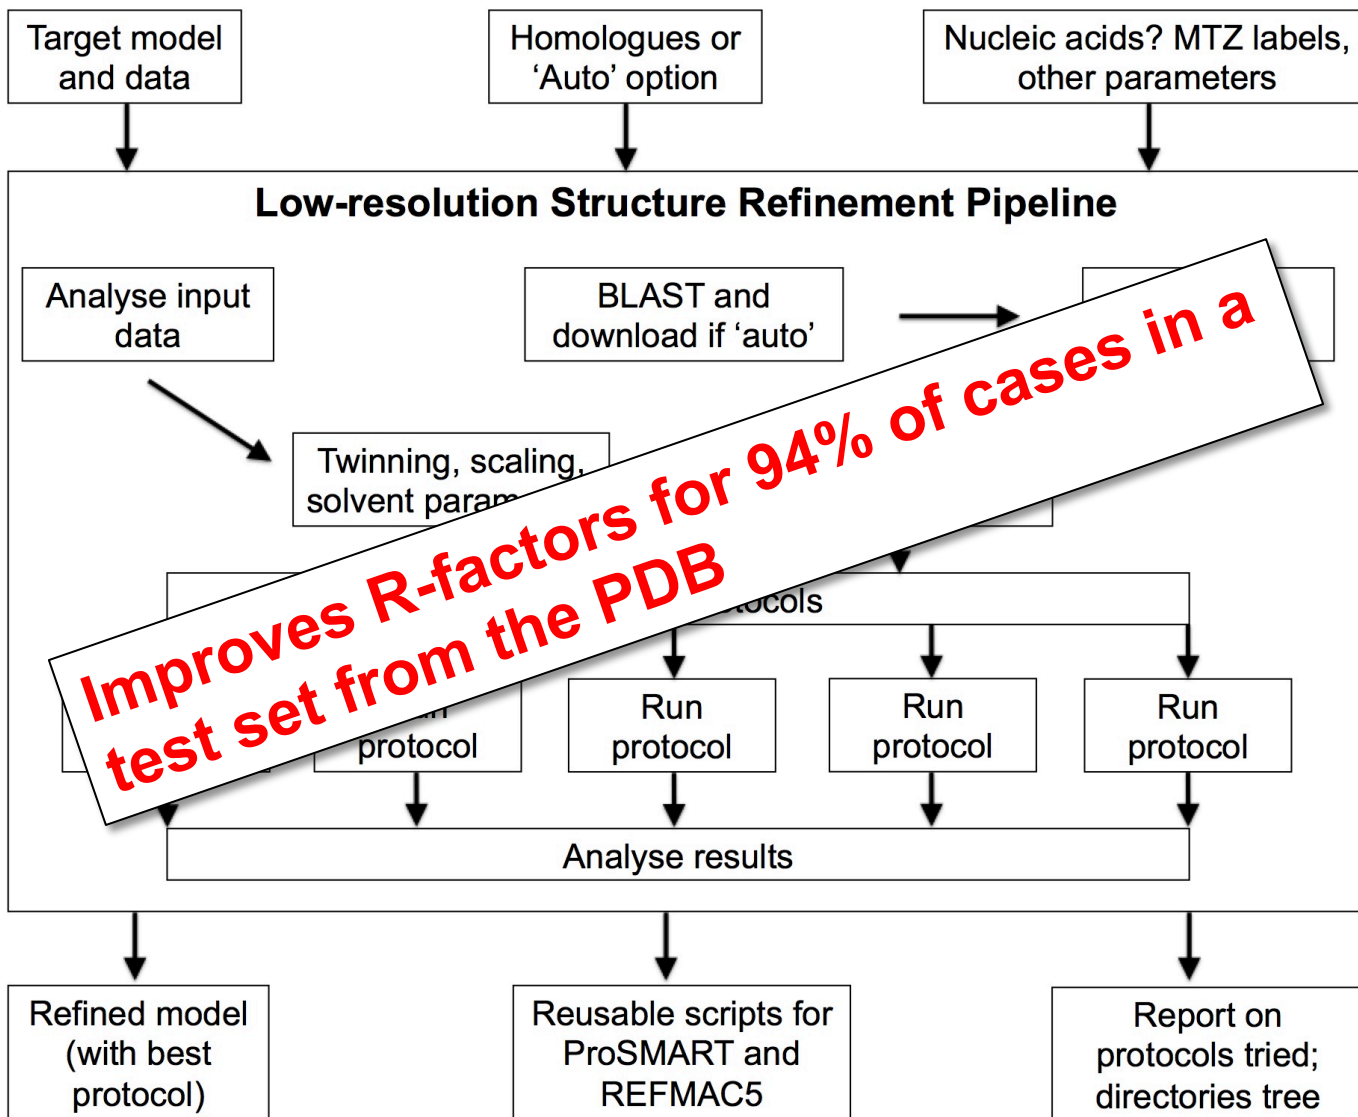 Target model
and data
Homologues or
‘Auto’ option
Nucleic acids? MTZ labels,
other parameters
Low-resolution Structure Refinement Pipeline
Analyse input
data
BLAST and
download if ‘auto’
Twinning, scaling,
solvent
Improves R-factors for 94% of cases in a
test set from the PDB
protocol
Run
protocol
Run
protocol
Run
protocol
Analyse results
Refined model
(with best
protocol)
Reusable scripts for
ProSMART and
REFMAC5
Report on
protocols tried;
directories tree